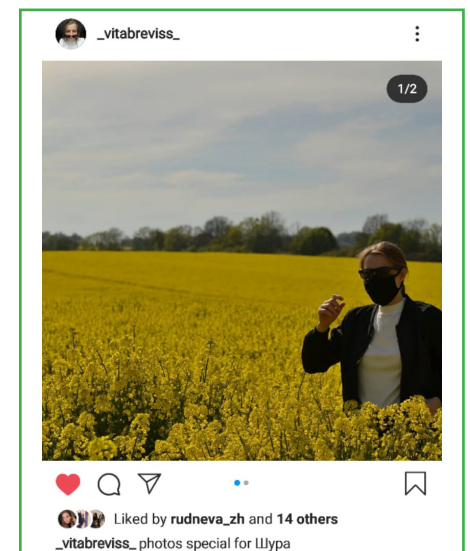 _vitabreviss_
1/2
Liked by rudneva_zh and 14 others
_vitabreviss_ photos special for Шура